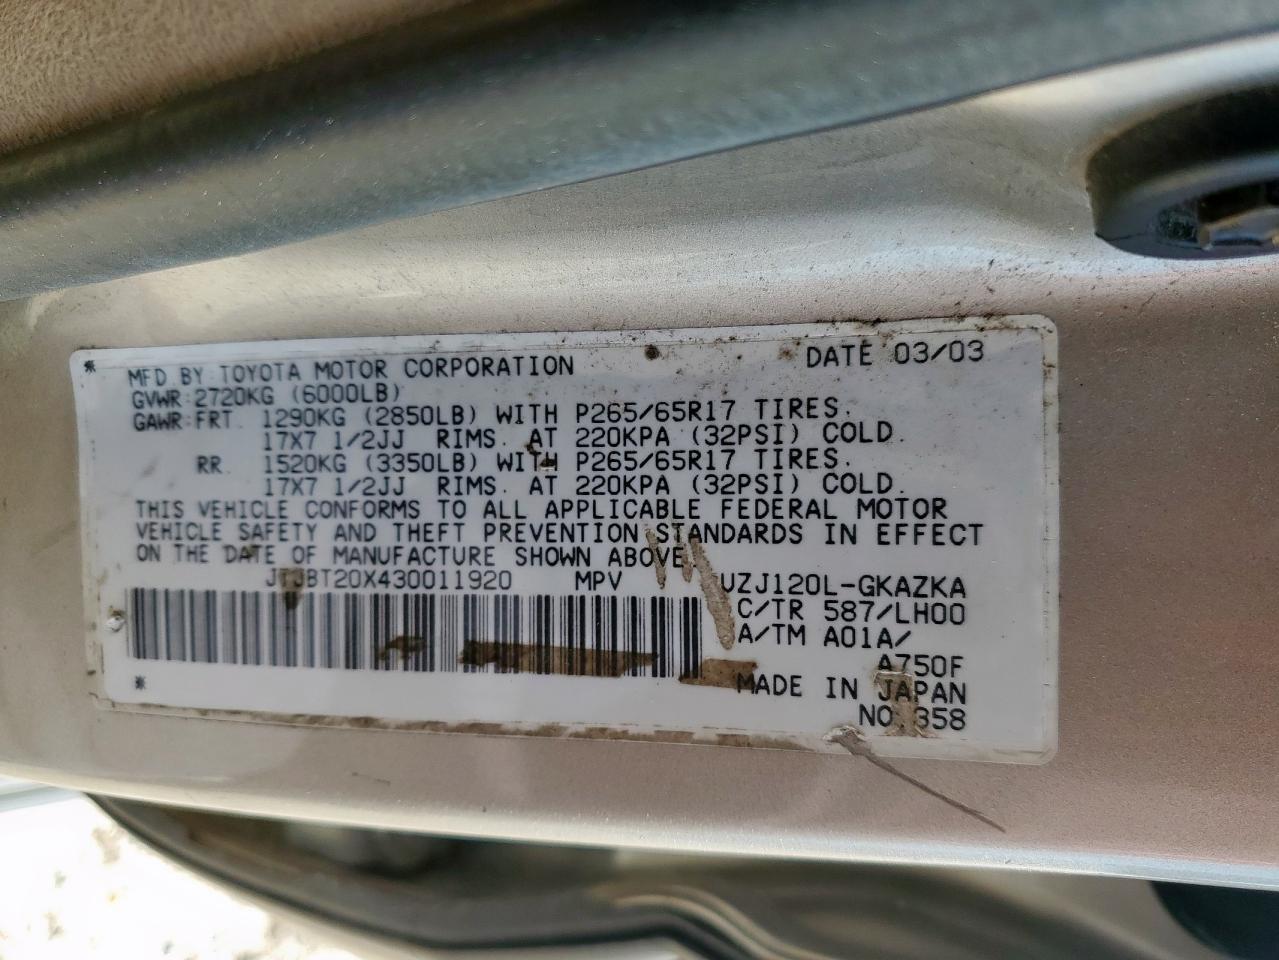 * MFD.BY:TOYOTA MOTOR CORPORATION DATE 03/03
GVWR:2720KG (6000LB)
GAWR:FRT. 1290KG (2850LB) WITH P265/65R17 TIRES.
17X7 1/2JJ RIMS. AT 220KPA (32PSI) COLD.
RR. 1520KG (3350LB) WITH P265/65R17 TIRES.
17X7 1/2JJ RIMS. AT 220KPA (32PSI) COLD.
THIS VEHICLE CONFORMS TO ALL APPLICABLE FEDERAL MOTOR
VEHICLE SAFETY AND THEFT PREVENTION STANDARDS IN EFFECT
ON THE DATE OF MANUFACTURE SHOWN ABOVE.
JTJBT20X430011920 MPV UZJ120L-GKAZKA
C/TR 587/LH00
A/TM A01A/
A750F
* MADE IN JAPAN
NO.358